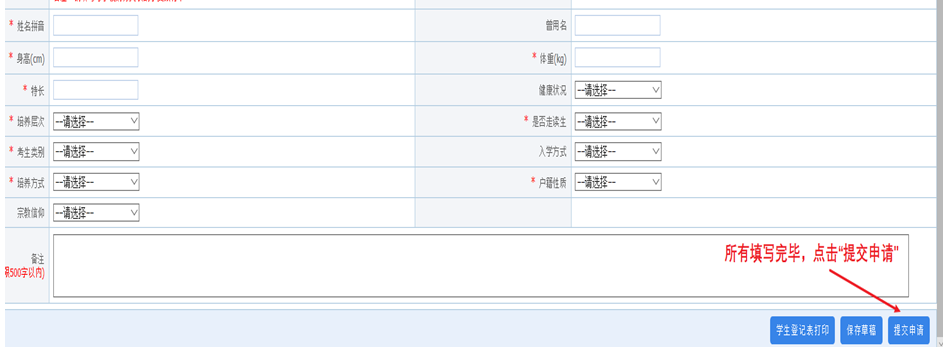 * 姓名拼音
曾用名
* 身高(cm)
* 体重(kg)
* 特长
健康状况 --请选择--
* 培养层次 --请选择--
* 是否走读生 --请选择--
* 考生类别 --请选择--
入学方式 --请选择--
* 培养方式 --请选择--
* 户籍性质 --请选择--
宗教信仰 --请选择--
备注
500字以内)
所有填写完毕，点击“提交申请”
学生登记表打印 保存草稿 提交申请